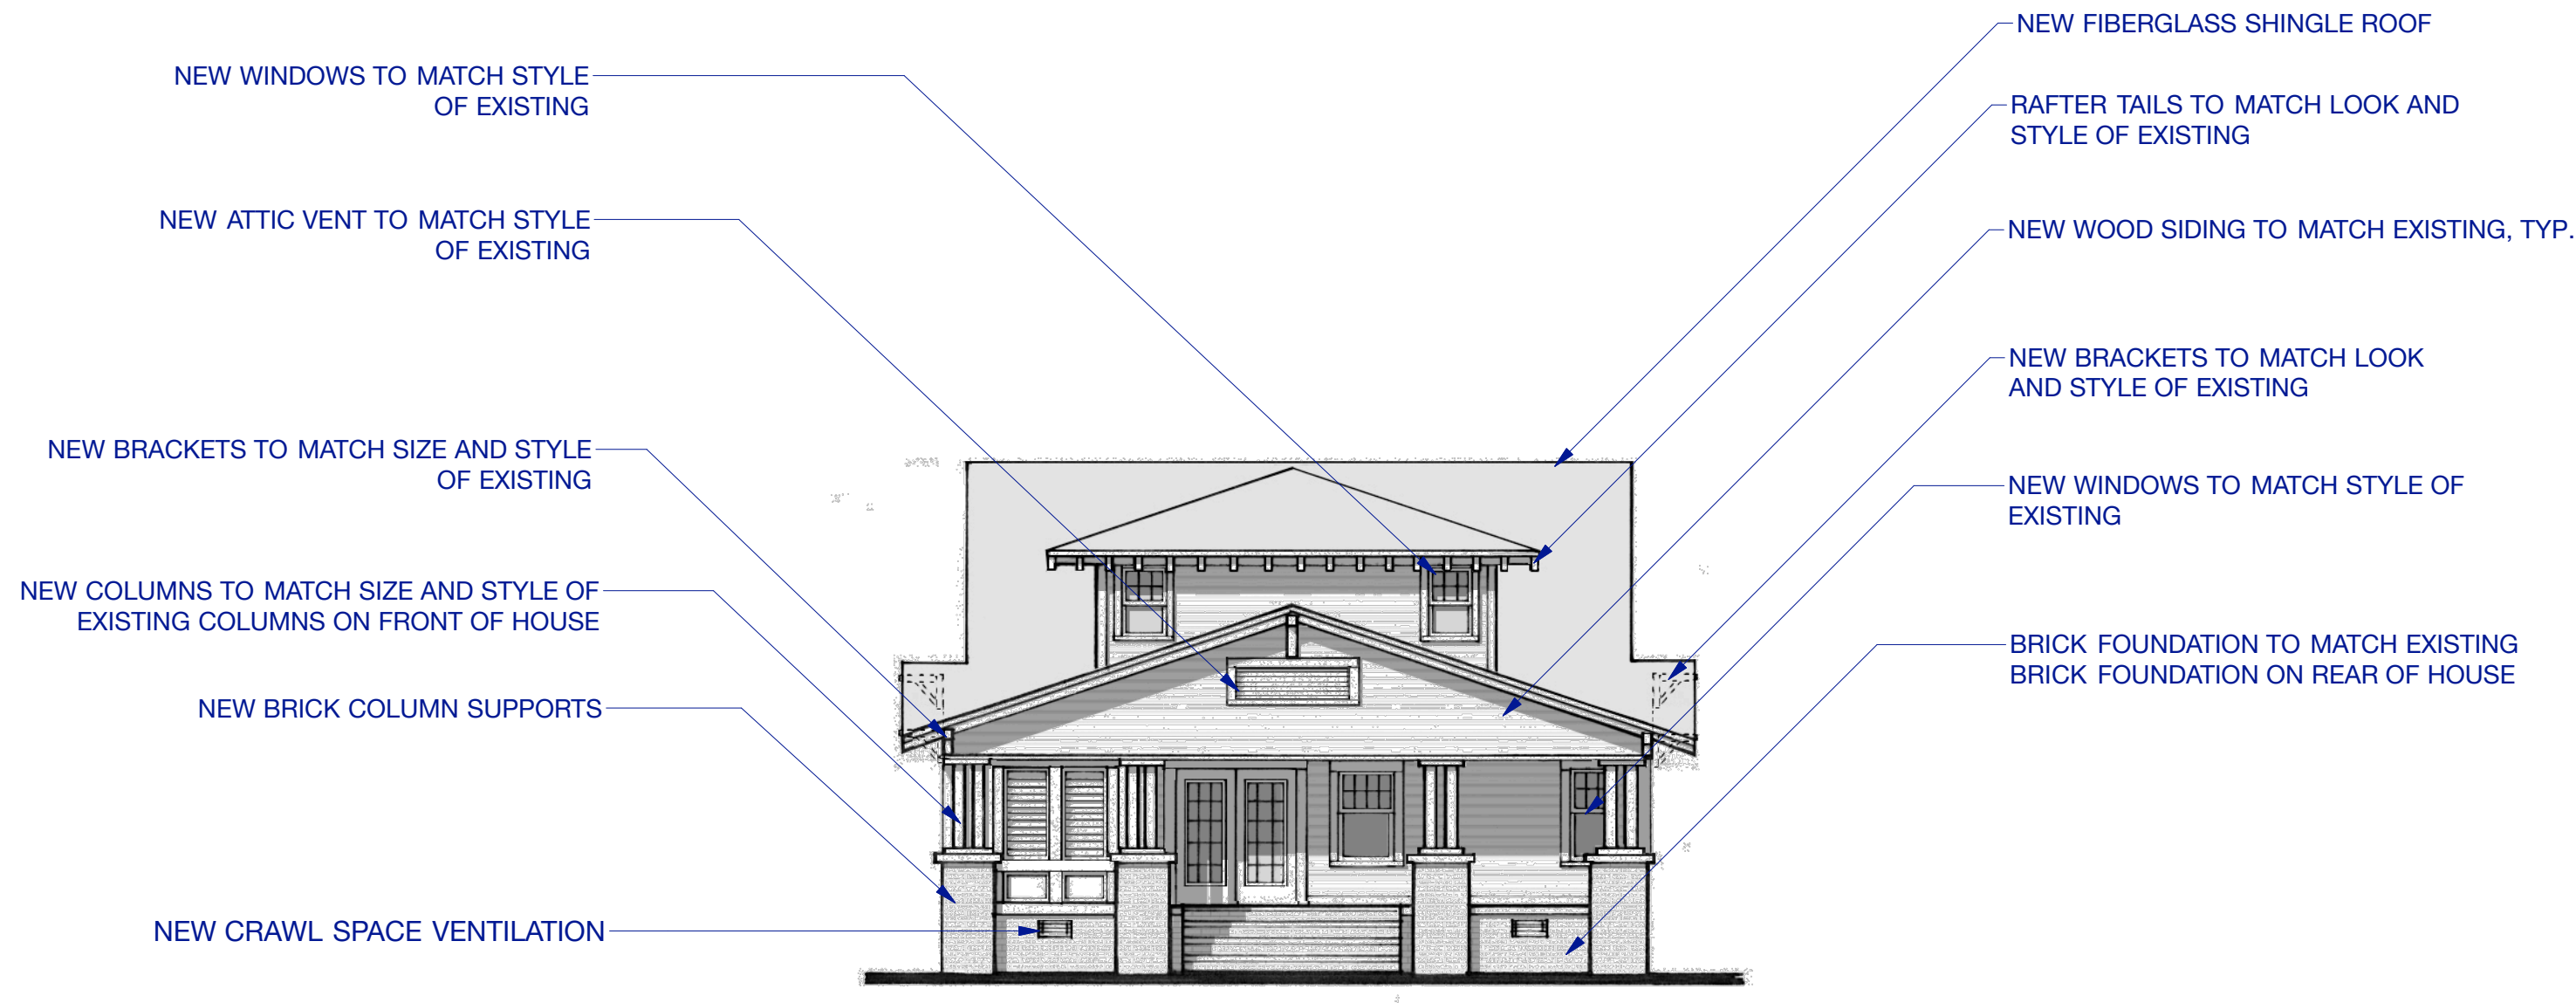 NEW WINDOWS TO MATCH STYLE
OF EXISTING
NEW ATTIC VENT TO MATCH STYLE
OF EXISTING
NEW BRACKETS TO MATCH SIZE AND STYLE
OF EXISTING
NEW COLUMNS TO MATCH SIZE AND STYLE OF
EXISTING COLUMNS ON FRONT OF HOUSE
NEW BRICK COLUMN SUPPORTS
NEW CRAWL SPACE VENTILATION
NEW FIBERGLASS SHINGLE ROOF
RAFTER TAILS TO MATCH LOOK AND
STYLE OF EXISTING
NEW WOOD SIDING TO MATCH EXISTING, TYP.
NEW BRACKETS TO MATCH LOOK
AND STYLE OF EXISTING
NEW WINDOWS TO MATCH STYLE OF
EXISTING
BRICK FOUNDATION TO MATCH EXISTING
BRICK FOUNDATION ON REAR OF HOUSE